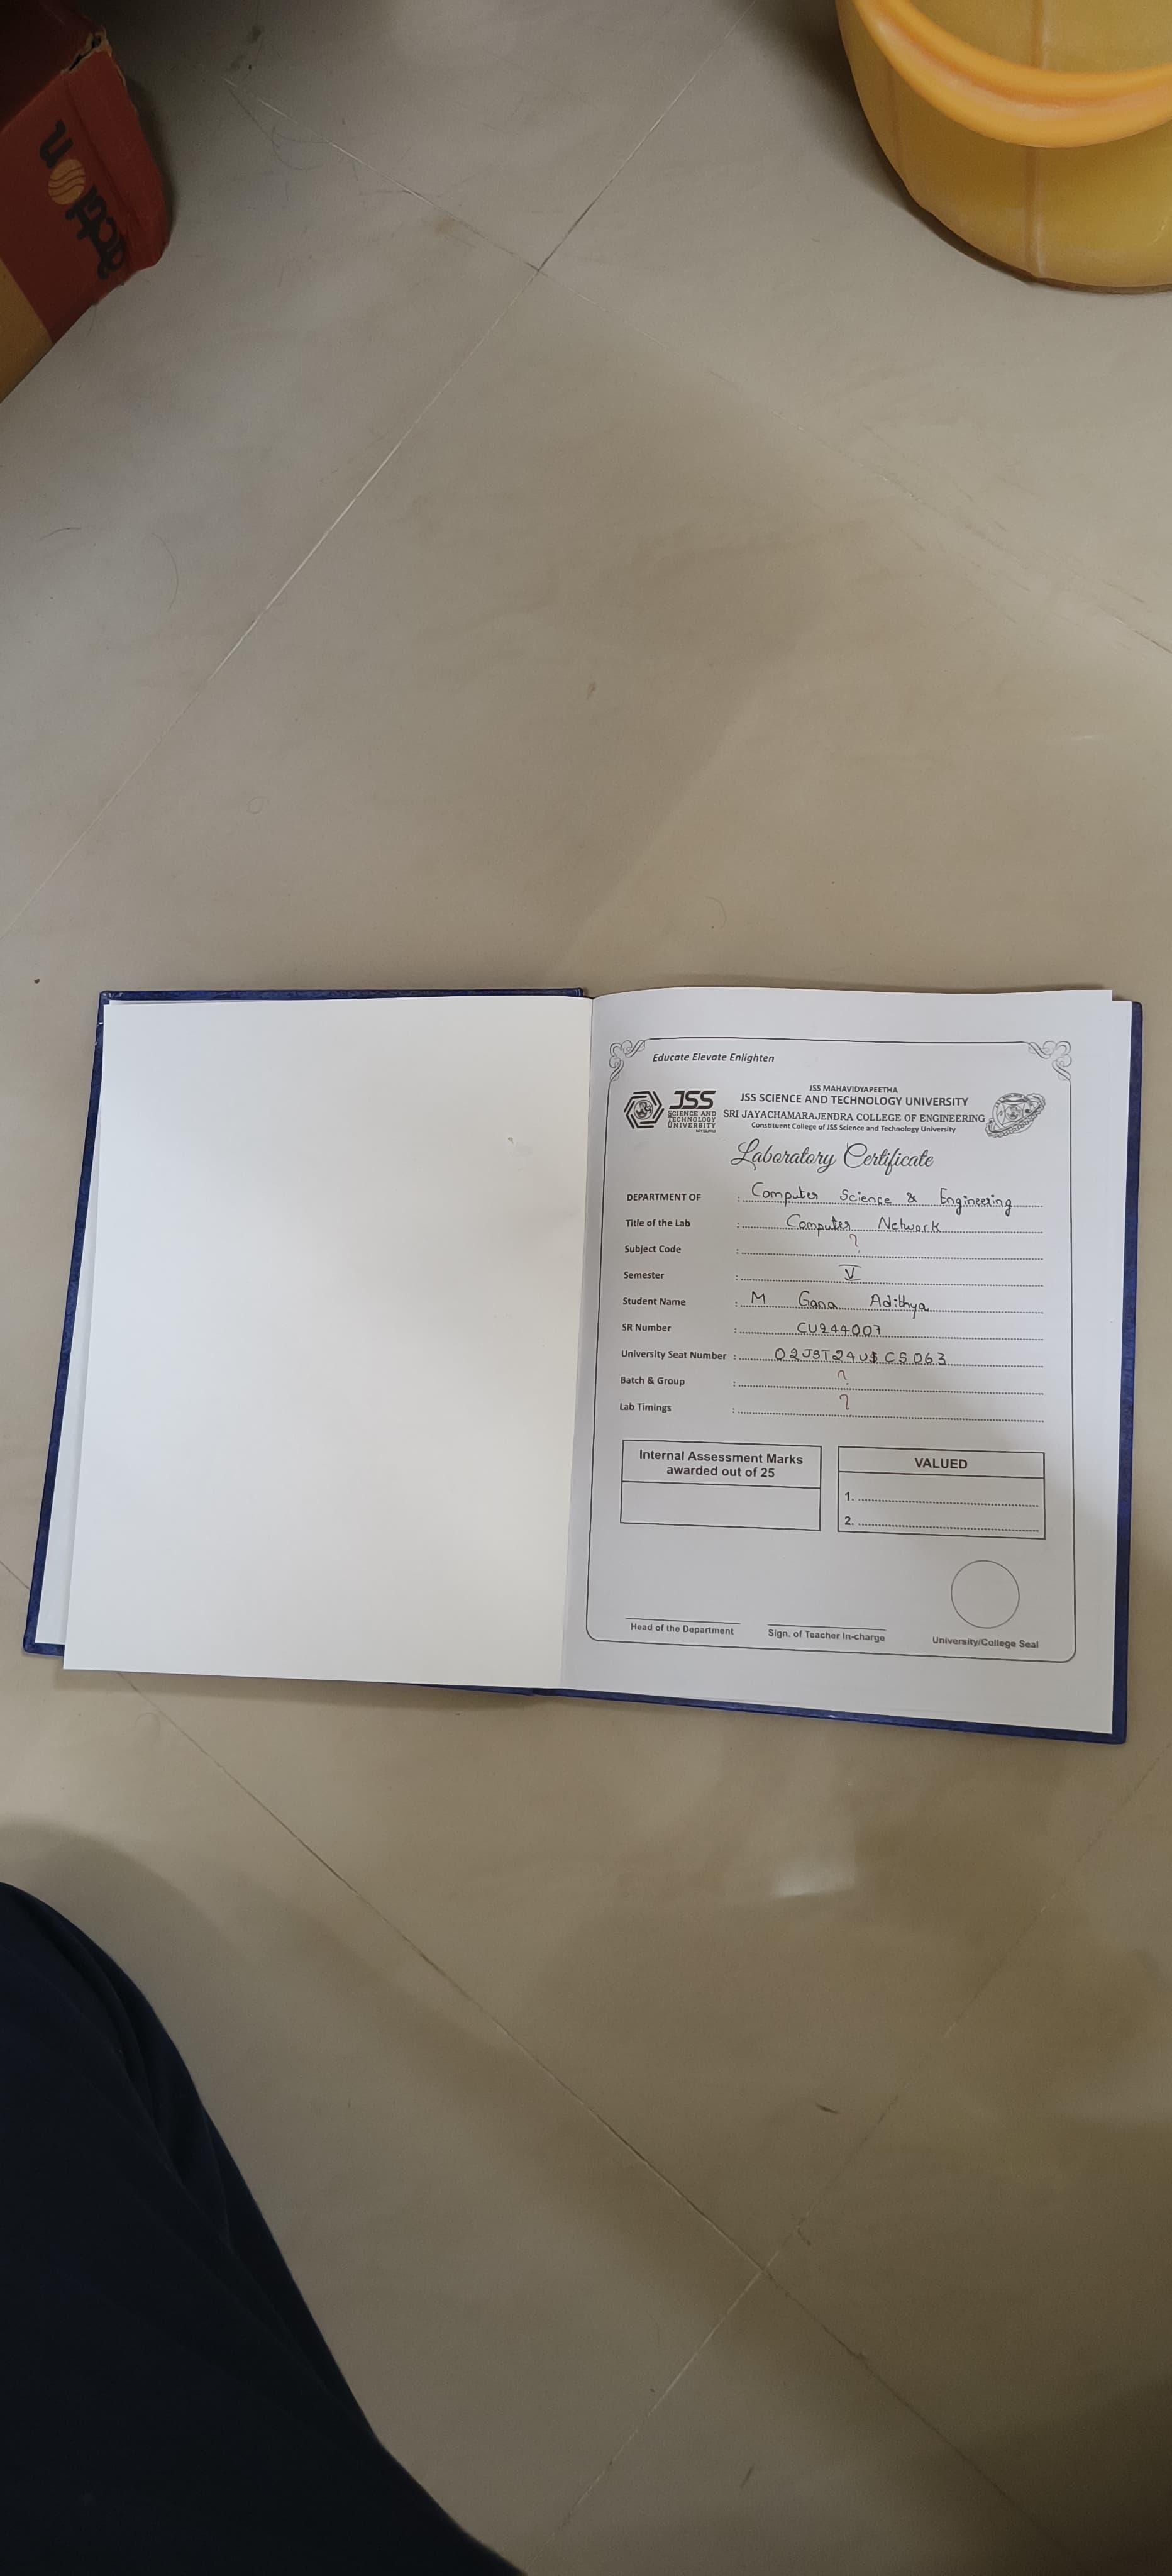 action
Educate Elevate Enlighten
JSS MAHAVIDYAPEETHA
JSS SCIENCE AND TECHNOLOGY UNIVERSITY
SRI JAYACHAMARAJENDRA COLLEGE OF ENGINEERING
Constituent College of JSS Science and Technology University
JSS
SCIENCE AND
TECHNOLOGY
UNIVERSITY
MYSURU
Laboratory Certificate
DEPARTMENT OF : Computer Science & Engineering
Title of the Lab : Computer Network
Subject Code : ?
Semester : V
Student Name : M Gana Adithya
SR Number : CU244007
University Seat Number : 02JST24U$CS063
Batch & Group : ?
Lab Timings : ?
Internal Assessment Marks
awarded out of 25
VALUED
1.
2.
Head of the Department
Sign. of Teacher In-charge
University/College Seal